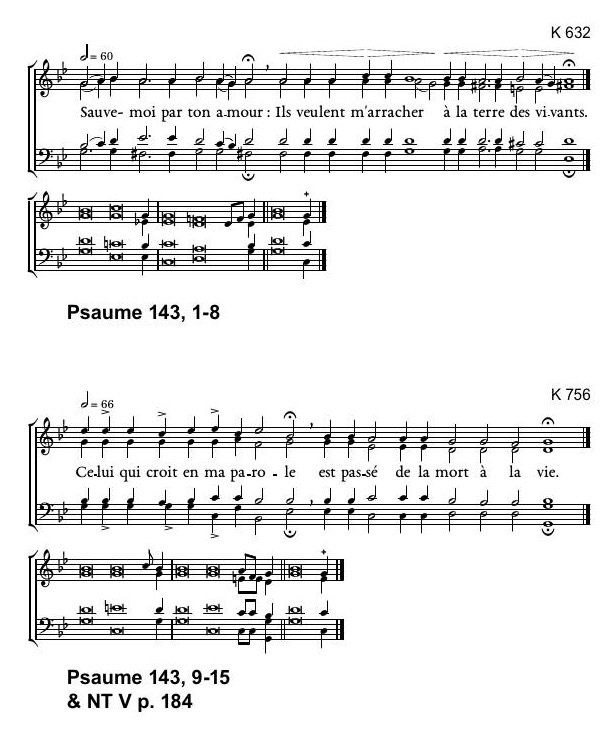 K 632
= 60
Sauve- moi par ton a-mour : Ils veulent m'arracher à la terre des vi-vants.
Psaume 143, 1-8
K 756
= 66
Ce-lui qui croit en ma pa-ro - le est pas-sé de la mort à la vie.
Psaume 143, 9-15
& NT V p. 184